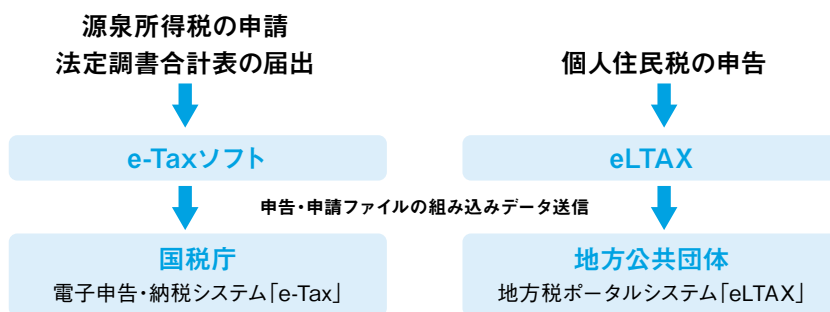 源泉所得税の申請
法定調書合計表の届出
個人住民税の申告
e-Taxソフト
eLTAX
申告・申請ファイルの組み込みデータ送信
国税庁
電子申告・納税システム「e-Tax」
地方公共団体
地方税ポータルシステム「eLTAX」